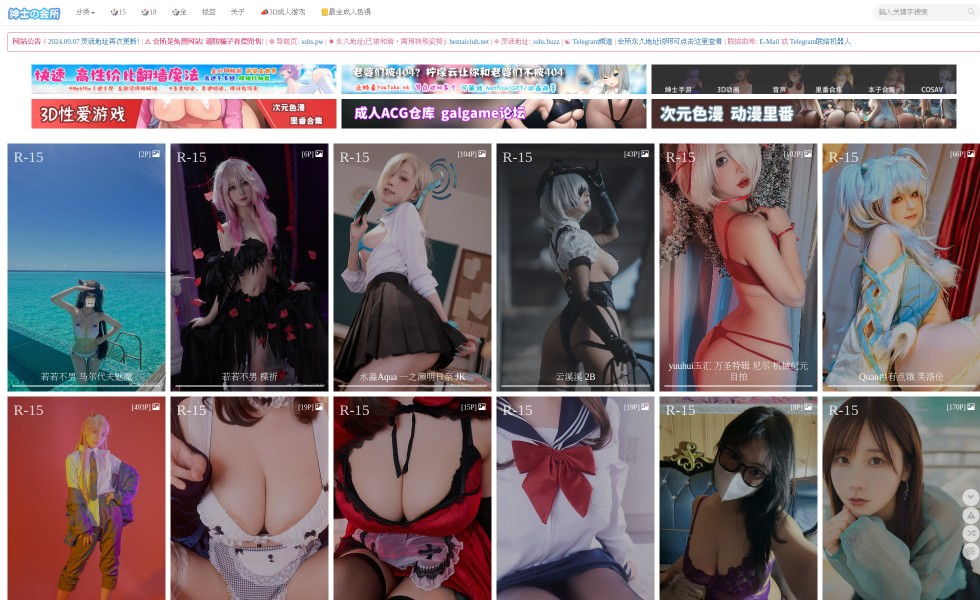 绅士の会所 分类 15 18 全 标签 关于 3D成人游戏 最全成人色漫 输入关键字搜索
网站公告：2024.09.07 灵活地址再次更新! | ⚠ 会所是免费网站! 谨防骗子有偿兜售! | 导航页: sshs.pw | 永久地址(已被和谐，需用特殊姿势): hentaiclub.net | 灵活地址: sshs.buzz | Telegram频道 | 会所永久地址说明可点击这里查看 | 联络邮箱: E-Mail 或 Telegram联络机器人
快速 高性价比翻墙魔法
老婆们被404? 柠檬云让你和老婆们不被404
绅士手游 3D动画 音声 里番合集 本子合集 COSAV
3D性爱游戏 次元色漫
里番合集
成人ACG仓库 galgame论坛
次元色漫 动漫里番
R-15 [2P]
若若不男 马尔代夫魅魔
R-15 [6P]
若若不男 楪祈
R-15 [104P]
水淼Aqua 一之濑明日奈 JK
R-15 [43P]
云溪溪 2B
R-15 [102P]
yuuhui玉汇 万圣特辑 尼尔 机械纪元
自拍
R-15 [66P]
Quan冉有点饿 芙洛伦
R-15 [493P]
R-15 [19P]
R-15 [15P]
R-15 [19P]
R-15 [8P]
R-15 [170P]